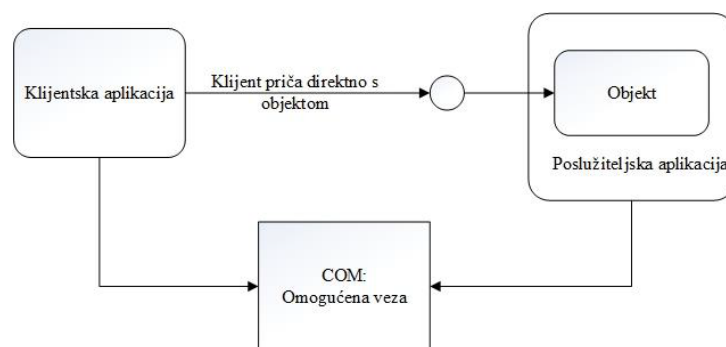 Klijentska aplikacija
Klijent priča direktno s
objektom
Objekt
Poslužiteljska aplikacija
COM:
Omogućena veza